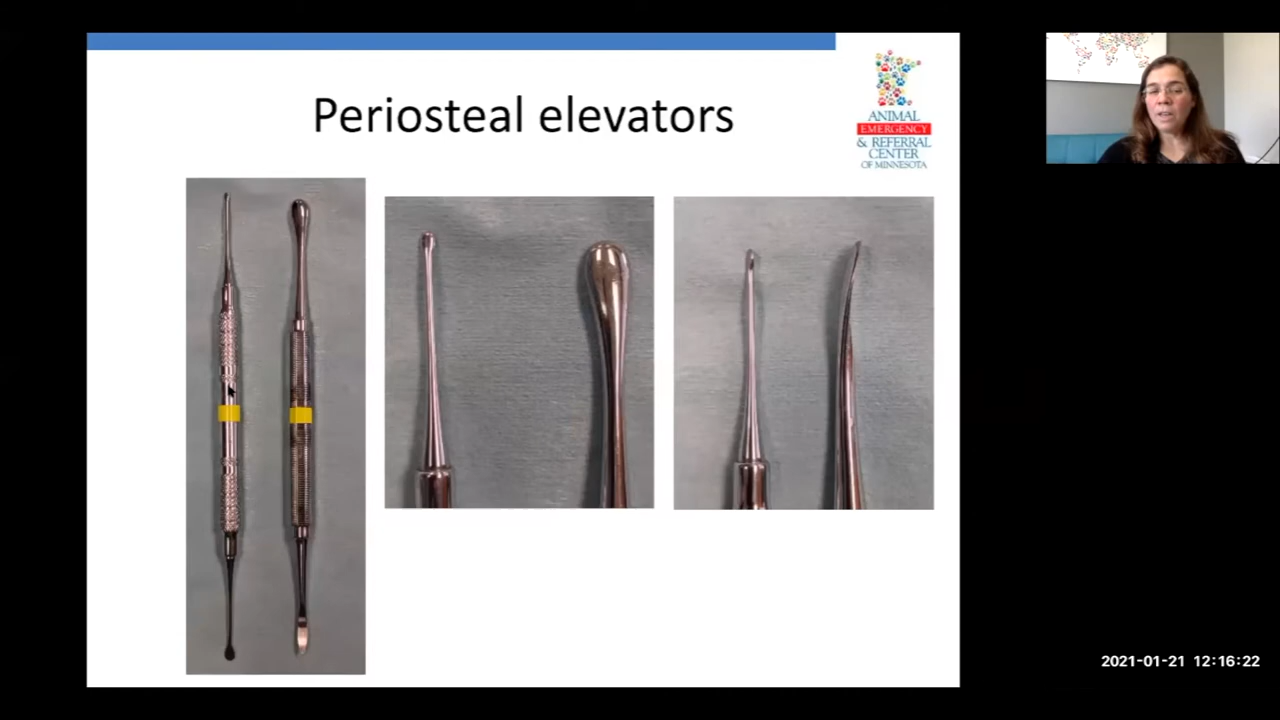 Periosteal elevators
ANIMAL
EMERGENCY
& REFERRAL
CENTER
OF MINNESOTA
2021-01-21 12:16:22